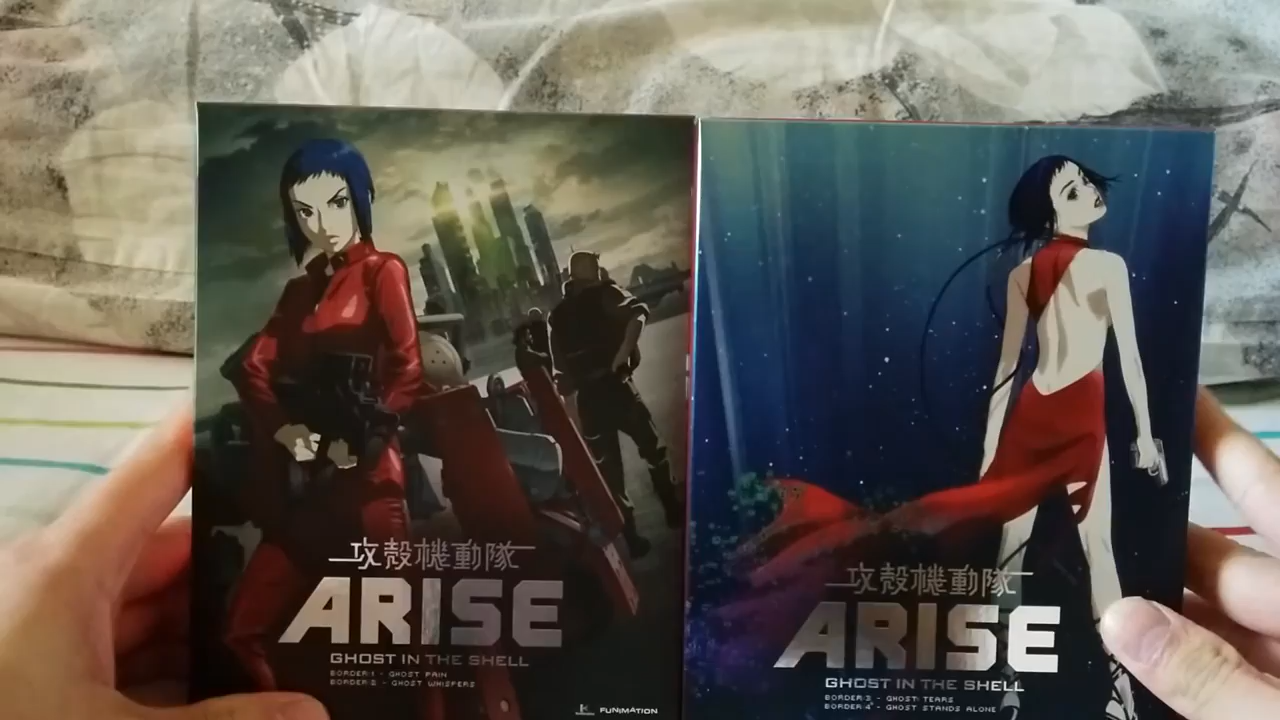 攻殻機動隊
ARISE
GHOST IN THE SHELL
BORDER:1 - GHOST PAIN
BORDER:2 - GHOST WHISPERS
FUNIMATION
攻殻機動隊
ARISE
GHOST IN THE SHELL
BORDER:3 - GHOST TEARS
BORDER:4 - GHOST STANDS ALONE